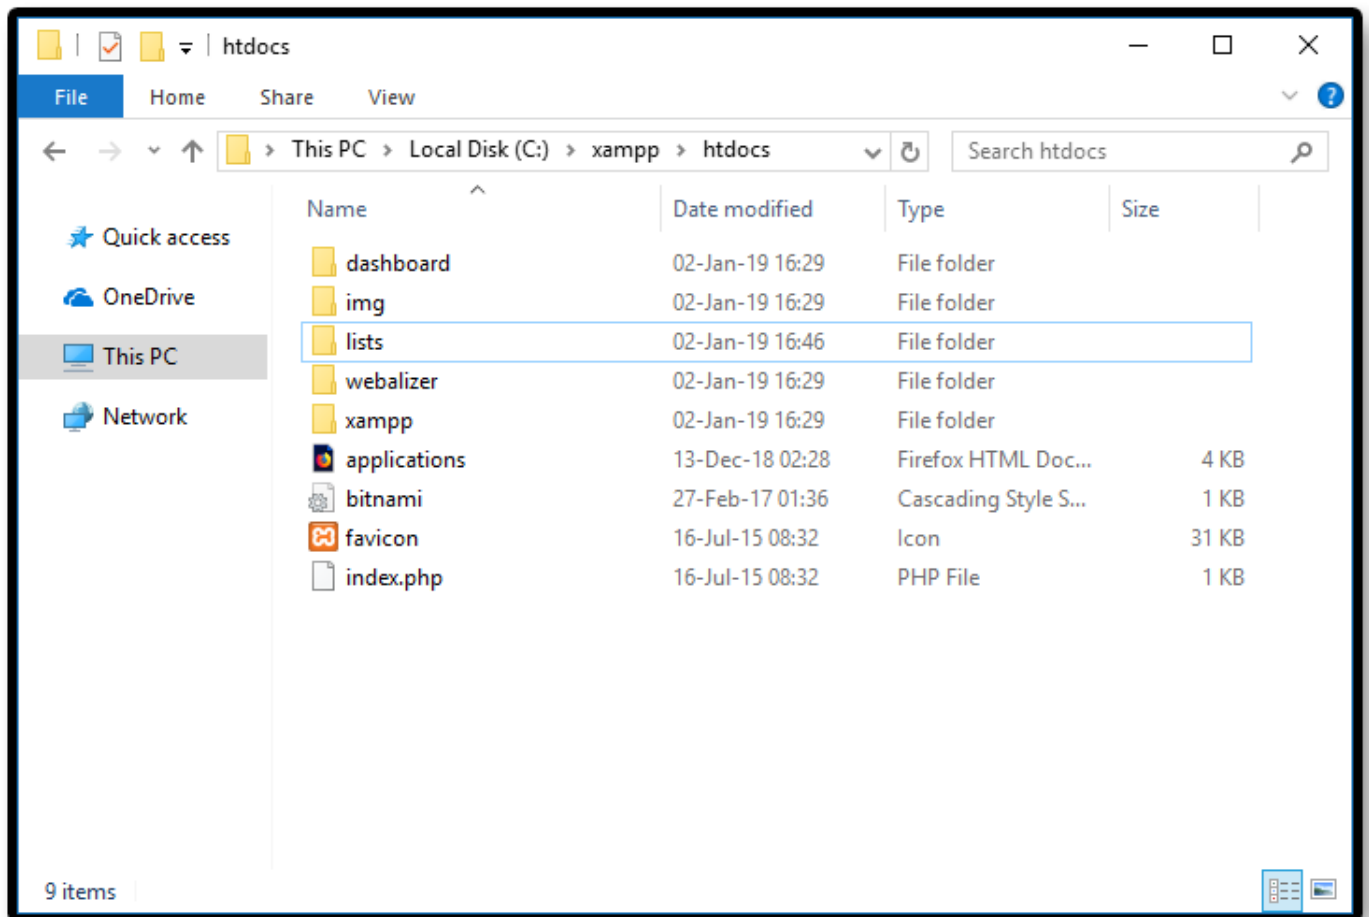 htdocs
File Home Share View
This PC > Local Disk (C:) > xampp > htdocs Search htdocs
Name Date modified Type Size
Quick access
OneDrive
This PC
Network
dashboard 02-Jan-19 16:29 File folder
img 02-Jan-19 16:29 File folder
lists 02-Jan-19 16:46 File folder
webalizer 02-Jan-19 16:29 File folder
xampp 02-Jan-19 16:29 File folder
applications 13-Dec-18 02:28 Firefox HTML Doc... 4 KB
bitnami 27-Feb-17 01:36 Cascading Style S... 1 KB
favicon 16-Jul-15 08:32 Icon 31 KB
index.php 16-Jul-15 08:32 PHP File 1 KB
9 items